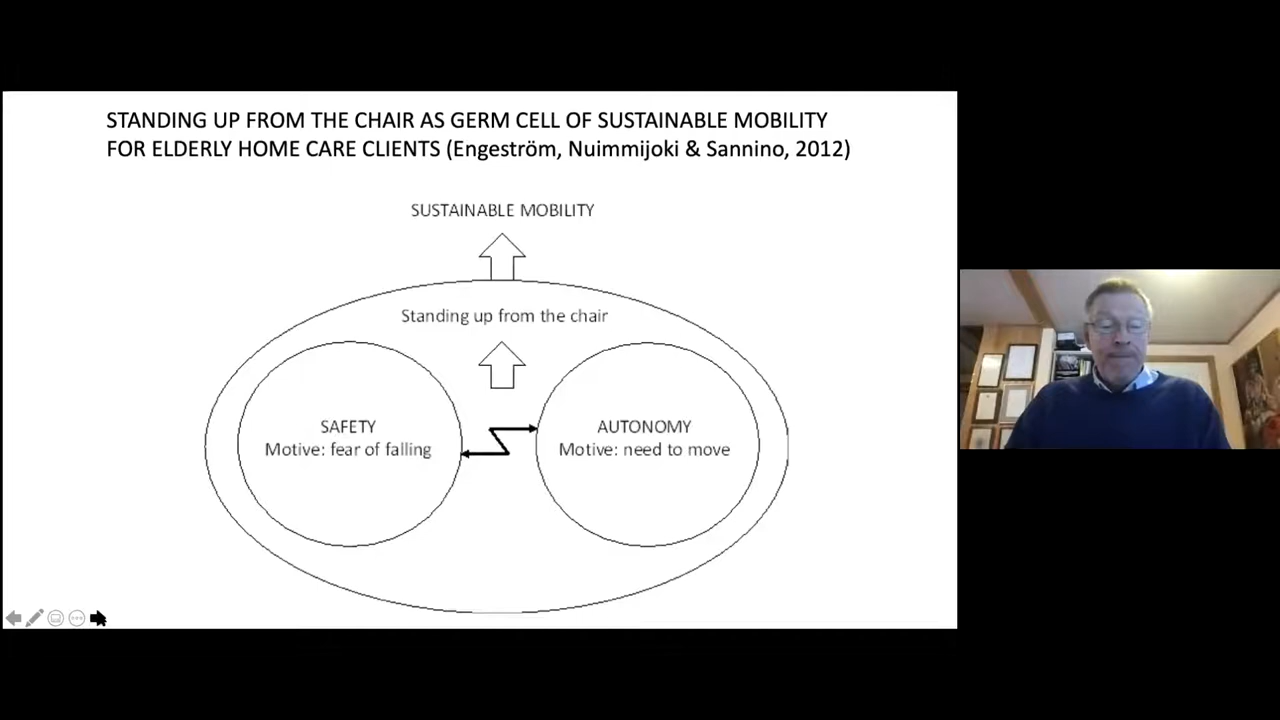 STANDING UP FROM THE CHAIR AS GERM CELL OF SUSTAINABLE MOBILITY
FOR ELDERLY HOME CARE CLIENTS (Engeström, Nuimmijoki & Sannino, 2012)
SUSTAINABLE MOBILITY
Standing up from the chair
SAFETY
Motive: fear of falling
AUTONOMY
Motive: need to move